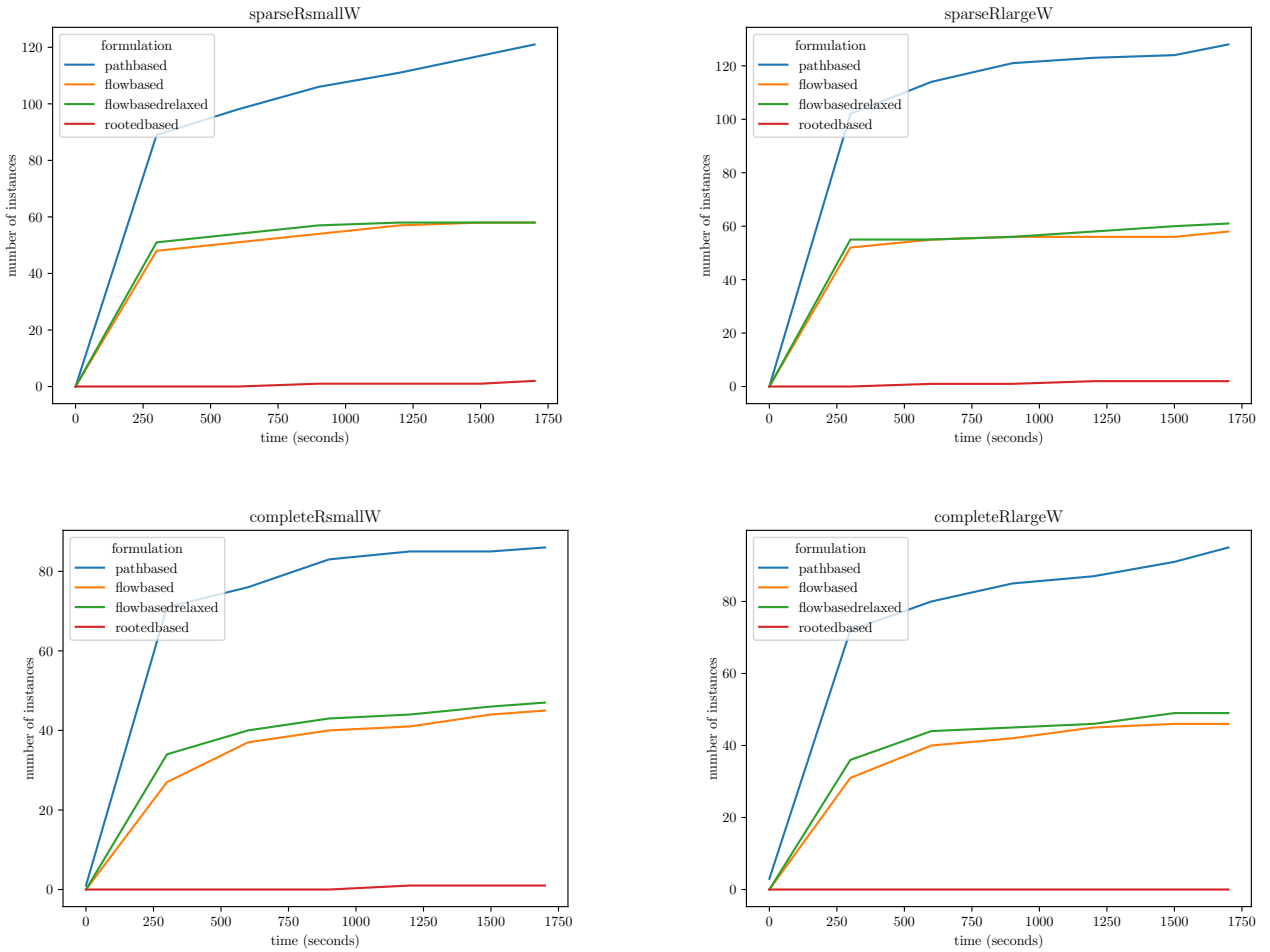 sparseRsmallW
formulation
pathbased
flowbased
flowbasedrelaxed
rootedbased
number of instances
120
100
80
60
40
20
0
0 250 500 750 1000 1250 1500 1750
time (seconds)
sparseRlargeW
formulation
pathbased
flowbased
flowbasedrelaxed
rootedbased
number of instances
120
100
80
60
40
20
0
0 250 500 750 1000 1250 1500 1750
time (seconds)
completeRsmallW
formulation
pathbased
flowbased
flowbasedrelaxed
rootedbased
number of instances
80
60
40
20
0
0 250 500 750 1000 1250 1500 1750
time (seconds)
completeRlargeW
formulation
pathbased
flowbased
flowbasedrelaxed
rootedbased
number of instances
80
60
40
20
0
0 250 500 750 1000 1250 1500 1750
time (seconds)